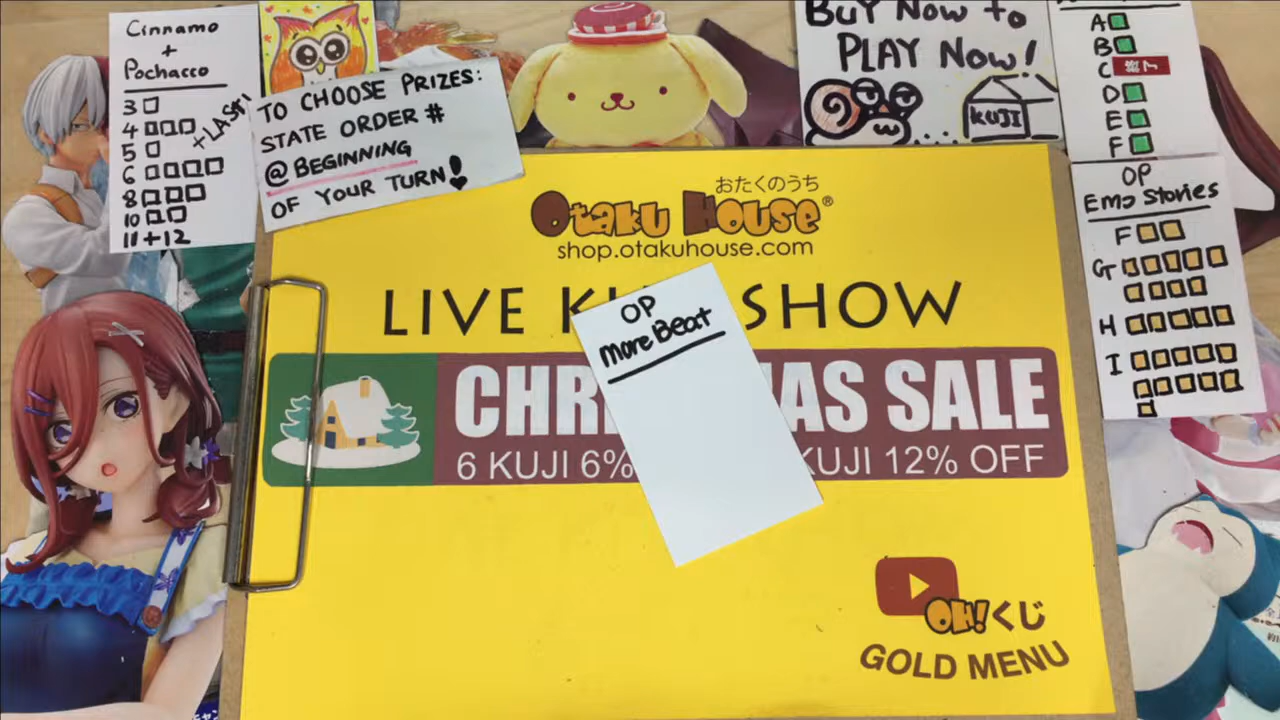 Cinnamo
+
Pochacco
3
4
5
6
8
10
11 + 12
+LAST 1
TO CHOOSE PRIZES:
STATE ORDER #
@ BEGINNING
OF YOUR TURN!
BUY NOW to
PLAY NOW!
KUJI
A
B
C
D
E
F
OP
Emo Stories
F
G
H
I
おたくのうち
OTAKU HOUSE®
shop.otakuhouse.com
LIVE K SHOW
OP
More Beat
CHR AS SALE
6 KUJI 6% KUJI 12% OFF
OH!くじ
GOLD MENU